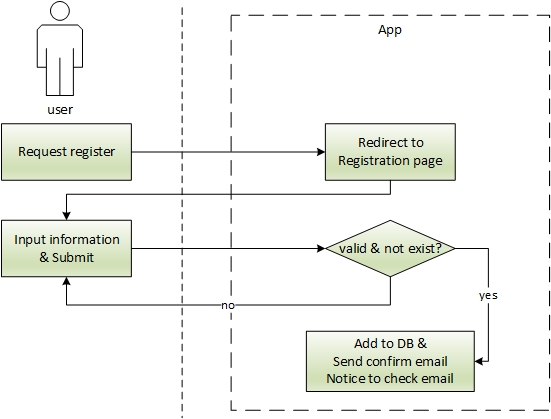 App
user
Request register
Redirect to
Registration page
Input information
& Submit
valid & not exist?
yes
no
Add to DB &
Send confirm email
Notice to check email